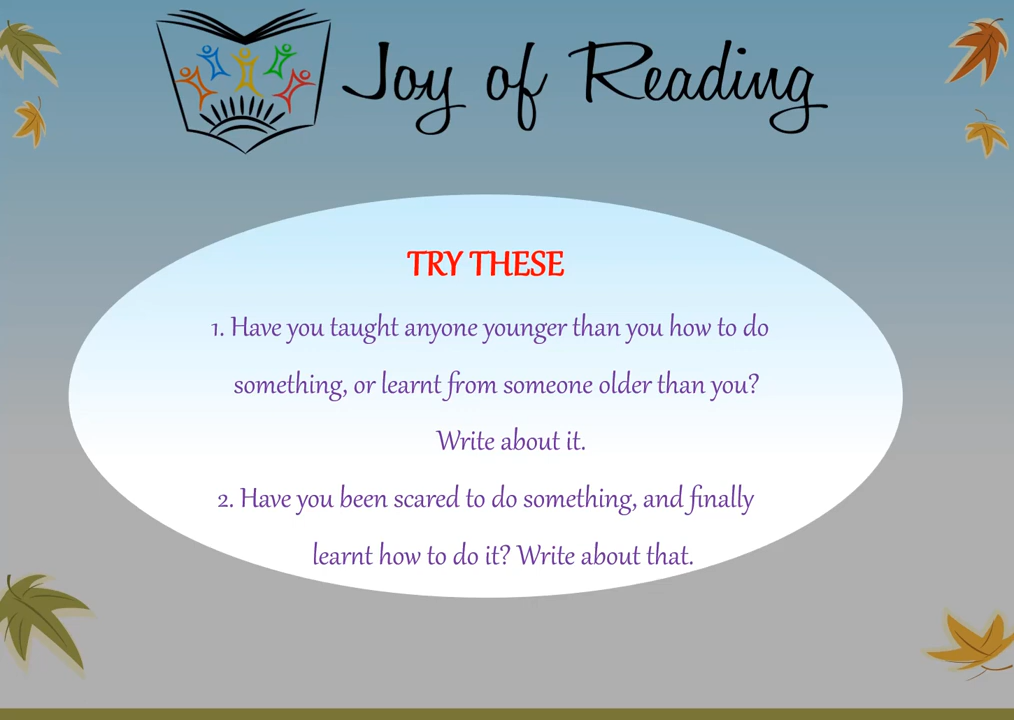 Joy of Reading
TRY THESE
1. Have you taught anyone younger than you how to do
something, or learnt from someone older than you?
Write about it.
2. Have you been scared to do something, and finally
learnt how to do it? Write about that.